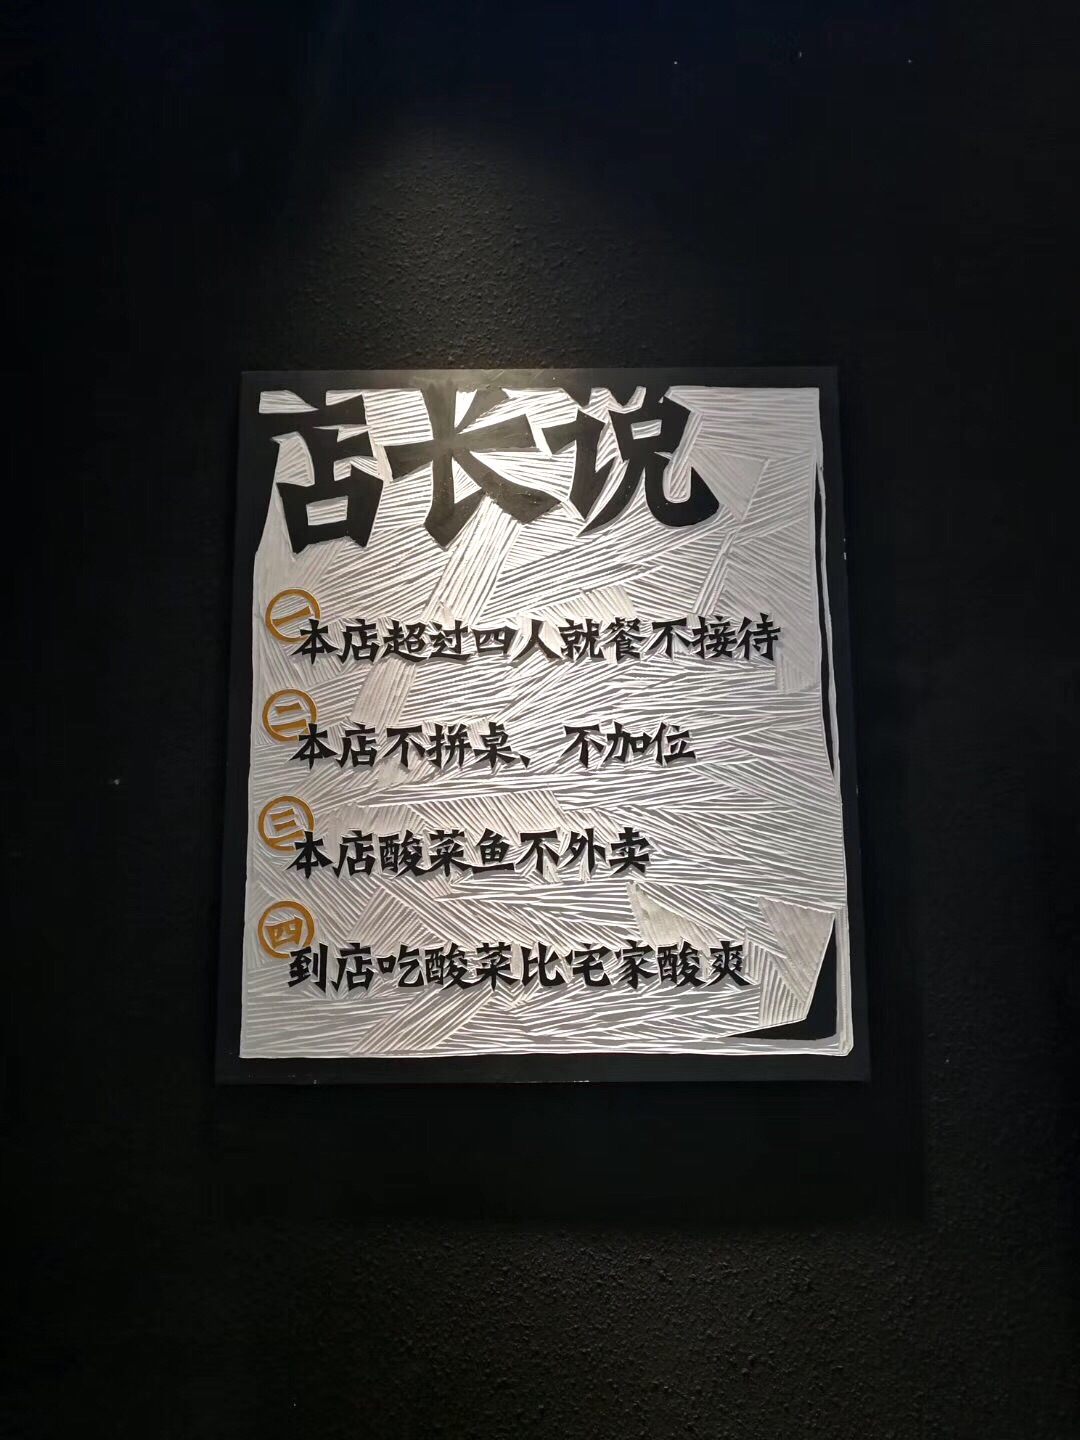 店长说
一 本店超过四人就餐不接待
二 本店不拼桌、不加位
三 本店酸菜鱼不外卖
四 到店吃酸菜比宅家酸爽